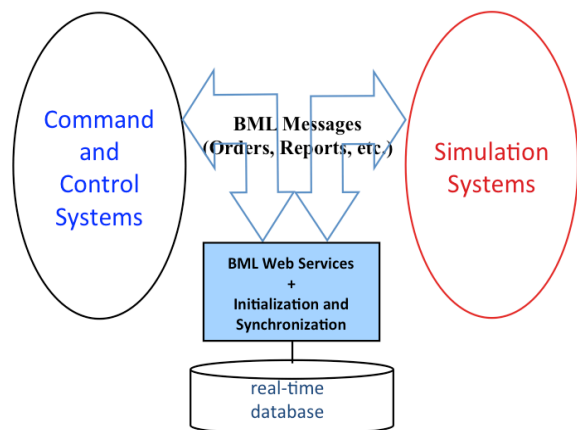 Command
and
Control
Systems
BML Messages
(Orders, Reports, etc.)
Simulation
Systems
BML Web Services
+
Initialization and
Synchronization
real-time
database